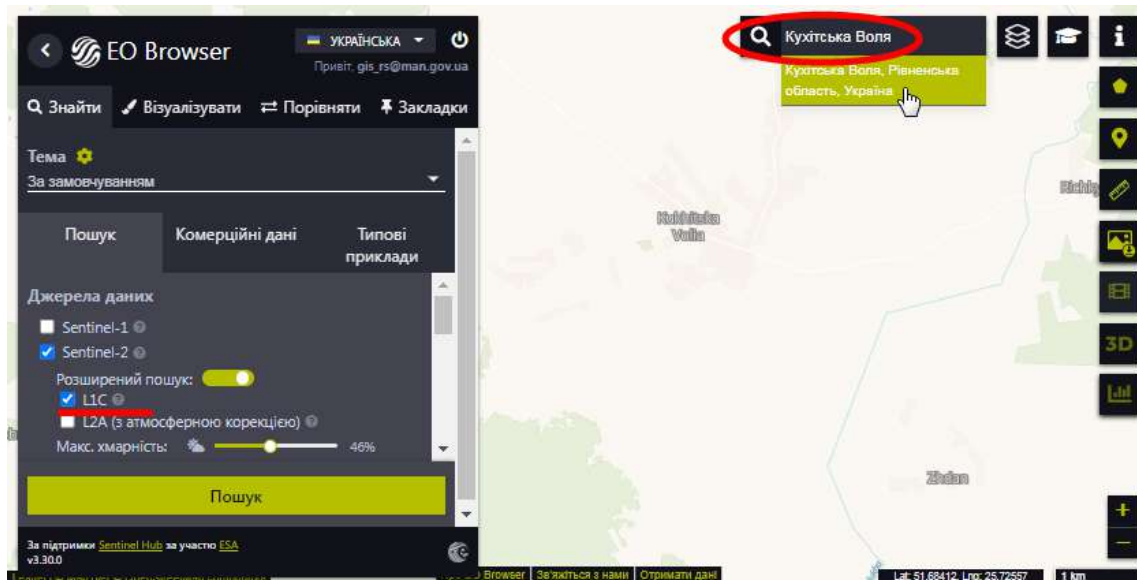 EO Browser
УКРАЇНСЬКА
Привіт, gis_rs@man.gov.ua
Знайти
Візуалізувати
Порівняти
Закладки
Тема
За замовчуванням
Пошук
Комерційні дані
Типові
приклади
Джерела даних
Sentinel-1
Sentinel-2
Розширений пошук:
L1C
L2A (з атмосферною корекцією)
Макс. хмарність:
46%
Пошук
За підтримки Sentinel Hub за участю ESA
v3.30.0
Кухітська Воля
Кухітська Воля, Рівненська
область, Україна
Kukhitska
Volia
Zhdan
3D
Browser
Зв'яжіться з нами
Отримати дані
Lat: 51.68412, Lng: 25.72557
1 km